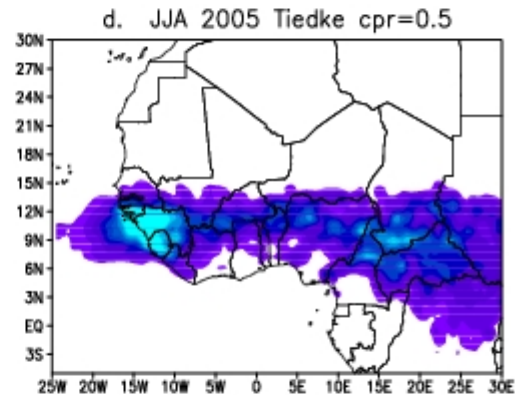 d. JJA 2005 Tiedke cpr=0.5
30N
27N
24N
21N
18N
15N
12N
9N
6N
3N
EQ
3S
25W 20W 15W 10W 5W 0 5E 10E 15E 20E 25E 30E